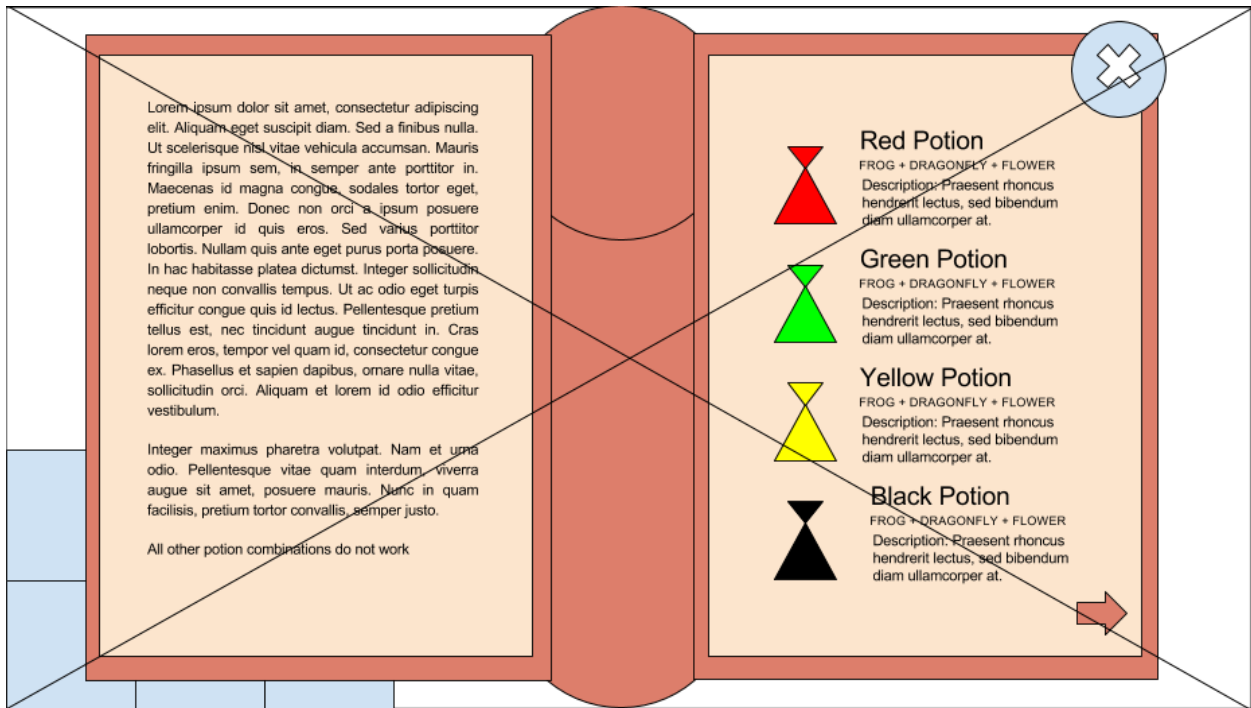 Lorem ipsum dolor sit amet, consectetur adipiscing
elit. Aliquam eget suscipit diam. Sed a finibus nulla.
Ut scelerisque nisl vitae vehicula accumsan. Mauris
fringilla ipsum sem, in semper ante porttitor in.
Maecenas id magna congue, sodales tortor eget,
pretium enim. Donec non orci a ipsum posuere
ullamcorper id quis eros. Sed varius porttitor
lobortis. Nullam quis ante eget purus porta posuere.
In hac habitasse platea dictumst. Integer sollicitudin
neque non convallis tempus. Ut ac odio eget turpis
efficitur congue quis id lectus. Pellentesque pretium
tellus est, nec tincidunt augue tincidunt in. Cras
lorem eros, tempor vel quam id, consectetur congue
ex. Phasellus et sapien dapibus, ornare nulla vitae,
sollicitudin orci. Aliquam et lorem id odio efficitur
vestibulum.
Integer maximus pharetra volutpat. Nam et urna
odio. Pellentesque vitae quam interdum, viverra
augue sit amet, posuere mauris. Nunc in quam
facilisis, pretium tortor convallis, semper justo.
All other potion combinations do not work
Red Potion
FROG + DRAGONFLY + FLOWER
Description: Praesent rhoncus
hendrerit lectus, sed bibendum
diam ullamcorper at.
Green Potion
FROG + DRAGONFLY + FLOWER
Description: Praesent rhoncus
hendrerit lectus, sed bibendum
diam ullamcorper at.
Yellow Potion
FROG + DRAGONFLY + FLOWER
Description: Praesent rhoncus
hendrerit lectus, sed bibendum
diam ullamcorper at.
Black Potion
FROG + DRAGONFLY + FLOWER
Description: Praesent rhoncus
hendrerit lectus, sed bibendum
diam ullamcorper at.